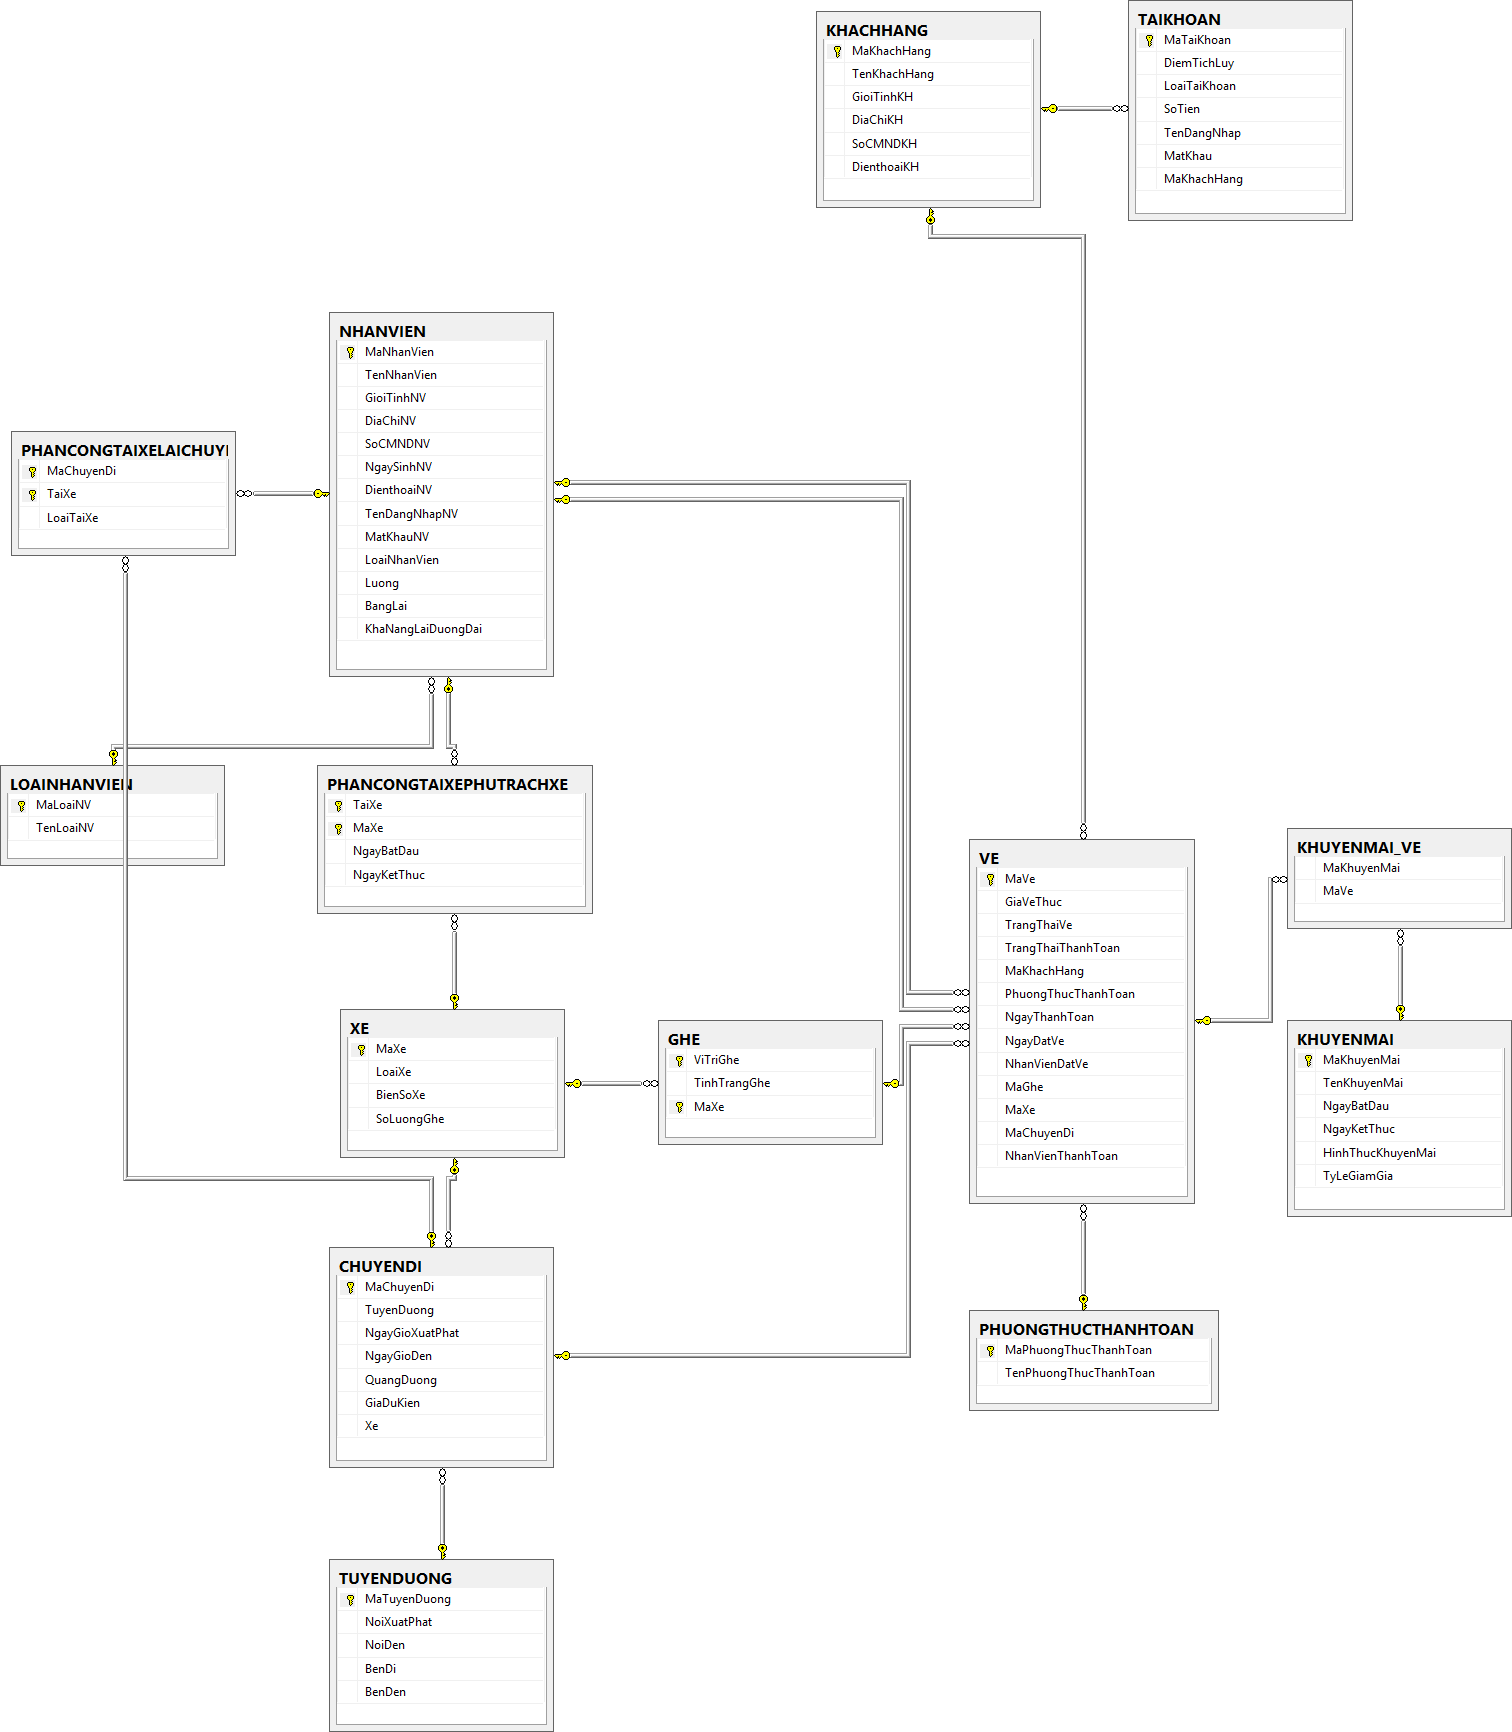 KHACHHANG
MaKhachHang
TenKhachHang
GioiTinhKH
DiaChiKH
SoCMNDKH
DienthoaiKH
TAIKHOAN
MaTaiKhoan
DiemTichLuy
LoaiTaiKhoan
SoTien
TenDangNhap
MatKhau
MaKhachHang
NHANVIEN
MaNhanVien
TenNhanVien
GioiTinhNV
DiaChiNV
SoCMNDNV
NgaySinhNV
DienthoaiNV
TenDangNhapNV
MatKhauNV
LoaiNhanVien
Luong
BangLai
KhaNangLaiDuongDai
PHANCONGTAIXELAICHUYI
MaChuyenDi
TaiXe
LoaiTaiXe
LOAINHANVIEN
MaLoaiNV
TenLoaiNV
PHANCONGTAIXEPHUTRACHXE
TaiXe
MaXe
NgayBatDau
NgayKetThuc
VE
MaVe
GiaVeThuc
TrangThaiVe
TrangThaiThanhToan
MaKhachHang
PhuongThucThanhToan
NgayThanhToan
NgayDatVe
NhanVienDatVe
MaGhe
MaXe
MaChuyenDi
NhanVienThanhToan
KHUYENMAI_VE
MaKhuyenMai
MaVe
XE
MaXe
LoaiXe
BienSoXe
SoLuongGhe
GHE
ViTriGhe
TinhTrangGhe
MaXe
KHUYENMAI
MaKhuyenMai
TenKhuyenMai
NgayBatDau
NgayKetThuc
HinhThucKhuyenMai
TyLeGiamGia
CHUYENDI
MaChuyenDi
TuyenDuong
NgayGioXuatPhat
NgayGioDen
QuangDuong
GiaDuKien
Xe
PHUONGTHUCTHANHTOAN
MaPhuongThucThanhToan
TenPhuongThucThanhToan
TUYENDUONG
MaTuyenDuong
NoiXuatPhat
NoiDen
BenDi
BenDen